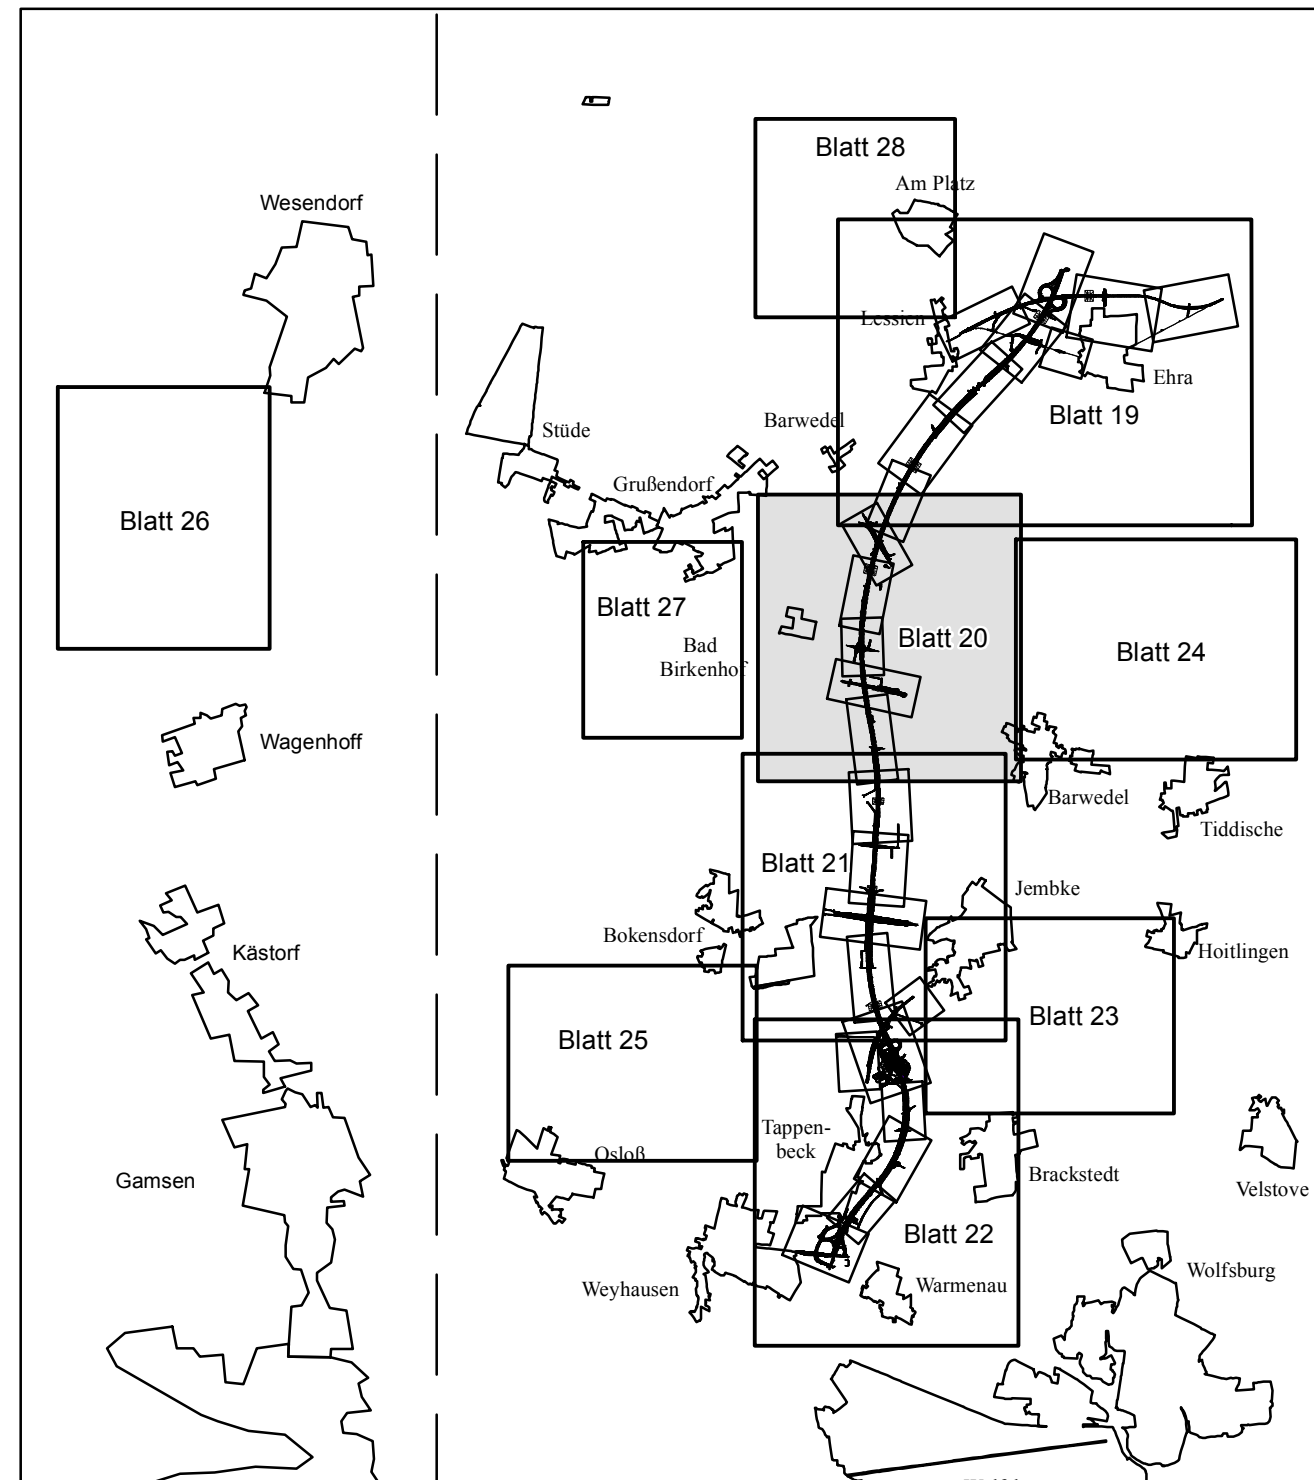 Blatt 28
Am Platz
Wesendorf
Lessien
Ehra
Blatt 19
Barwedel
Stüde
Grußendorf
Blatt 26
Blatt 27
Blatt 20
Bad
Birkenhof
Blatt 24
Wagenhoff
Barwedel
Tiddische
Blatt 21
Jembke
Bokensdorf
Kästorf
Hoitlingen
Blatt 23
Blatt 25
Tappen-
beck
Osloß
Brackstedt
Gamsen
Velstove
Blatt 22
Wolfsburg
Weyhausen
Warmenau